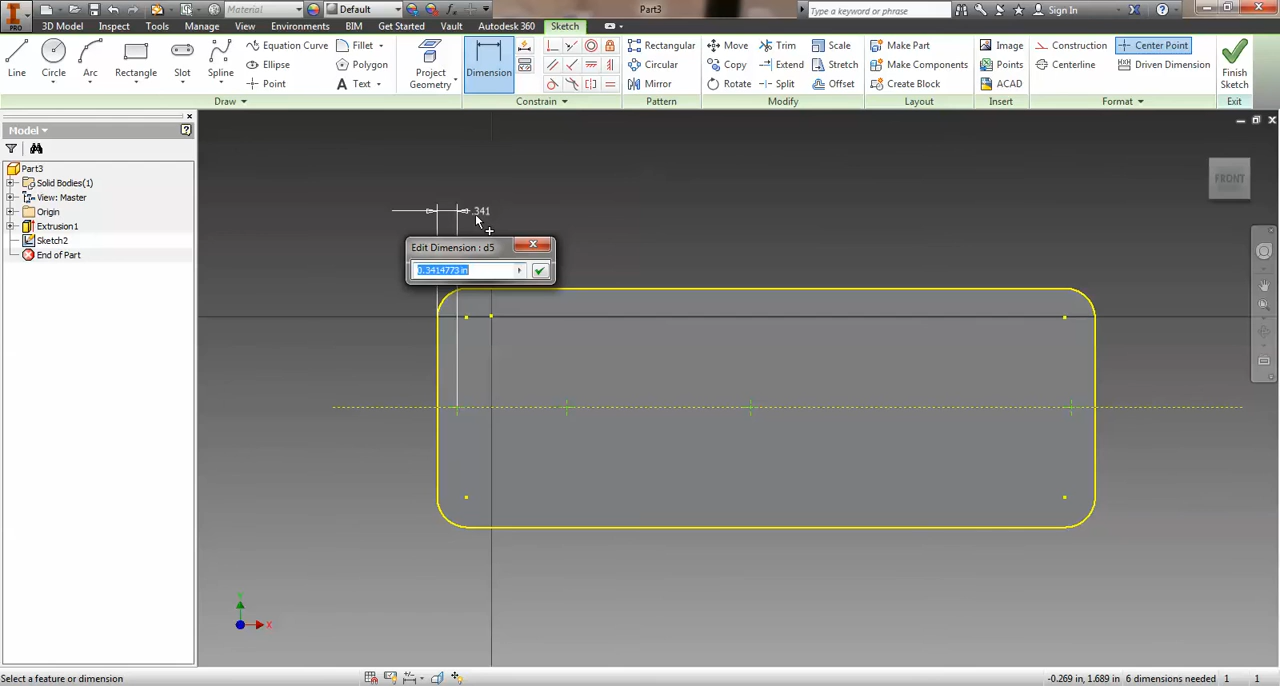 Material
Default
Part3
Type a keyword or phrase
Sign In
PRO
3D Model
Inspect
Tools
Manage
View
Environments
BIM
Get Started
Vault
Autodesk 360
Sketch
Line
Circle
Arc
Rectangle
Slot
Spline
Equation Curve
Ellipse
Point
Fillet
Polygon
Text
Project
Geometry
Dimension
Rectangular
Circular
Mirror
Move
Copy
Rotate
Trim
Extend
Split
Scale
Stretch
Offset
Make Part
Make Components
Create Block
Image
Points
ACAD
Construction
Centerline
Center Point
Driven Dimension
Finish
Sketch
Draw
Constrain
Pattern
Modify
Layout
Insert
Format
Exit
Model
Part3
Solid Bodies(1)
View: Master
Origin
Extrusion1
Sketch2
End of Part
FRONT
.341
Edit Dimension : d5
0.3414773 in
Y
X
Select a feature or dimension
-0.269 in, 1.689 in
6 dimensions needed
1
1